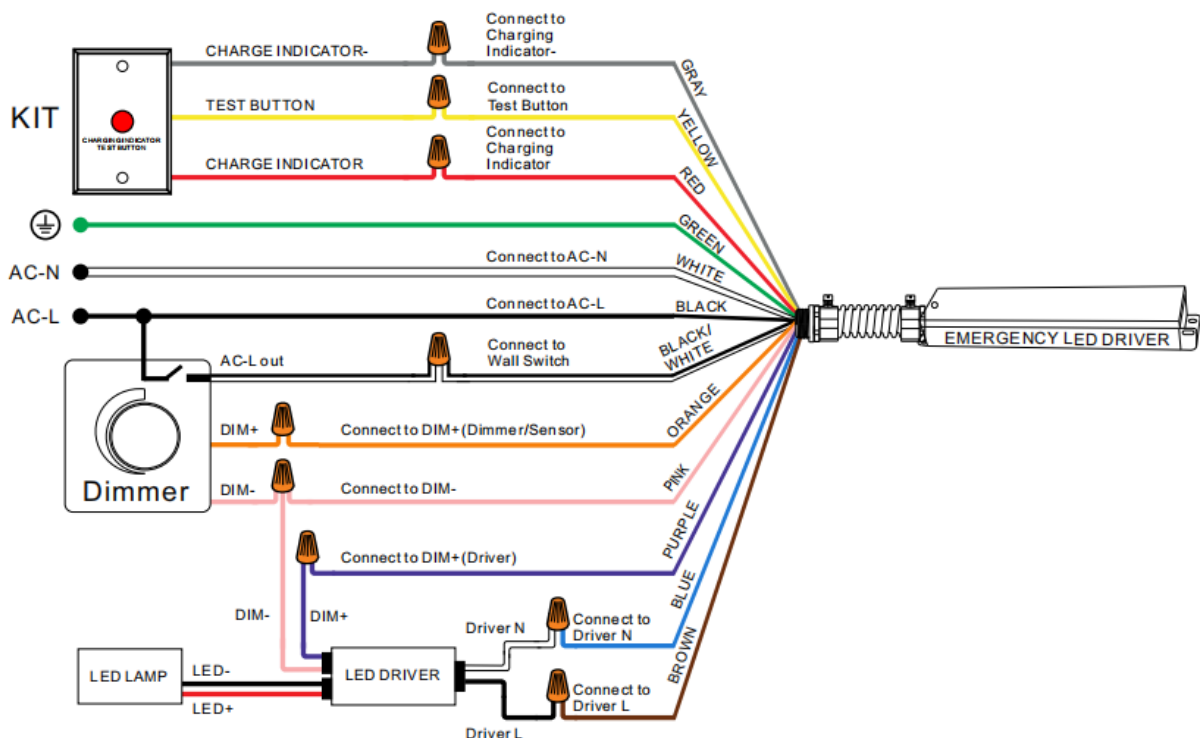 KIT
CHARGING INDICATOR
TEST BUTTON
CHARGE INDICATOR-
Connect to
Charging
Indicator-
GRAY
TEST BUTTON
Connect to
Test Button
YELLOW
CHARGE INDICATOR
Connect to
Charging
Indicator
RED
GREEN
AC-N
Connect to AC-N
WHITE
AC-L
Connect to AC-L
BLACK
EMERGENCY LED DRIVER
AC-L out
Connect to
Wall Switch
BLACK/
WHITE
Dimmer
DIM+
Connect to DIM+(Dimmer/Sensor)
ORANGE
DIM-
Connect to DIM-
PINK
Connect to DIM+(Driver)
PURPLE
DIM-
DIM+
Driver N
Connect to
Driver N
BLUE
LED LAMP
LED-
LED+
LED DRIVER
Driver L
Connect to
Driver L
BROWN